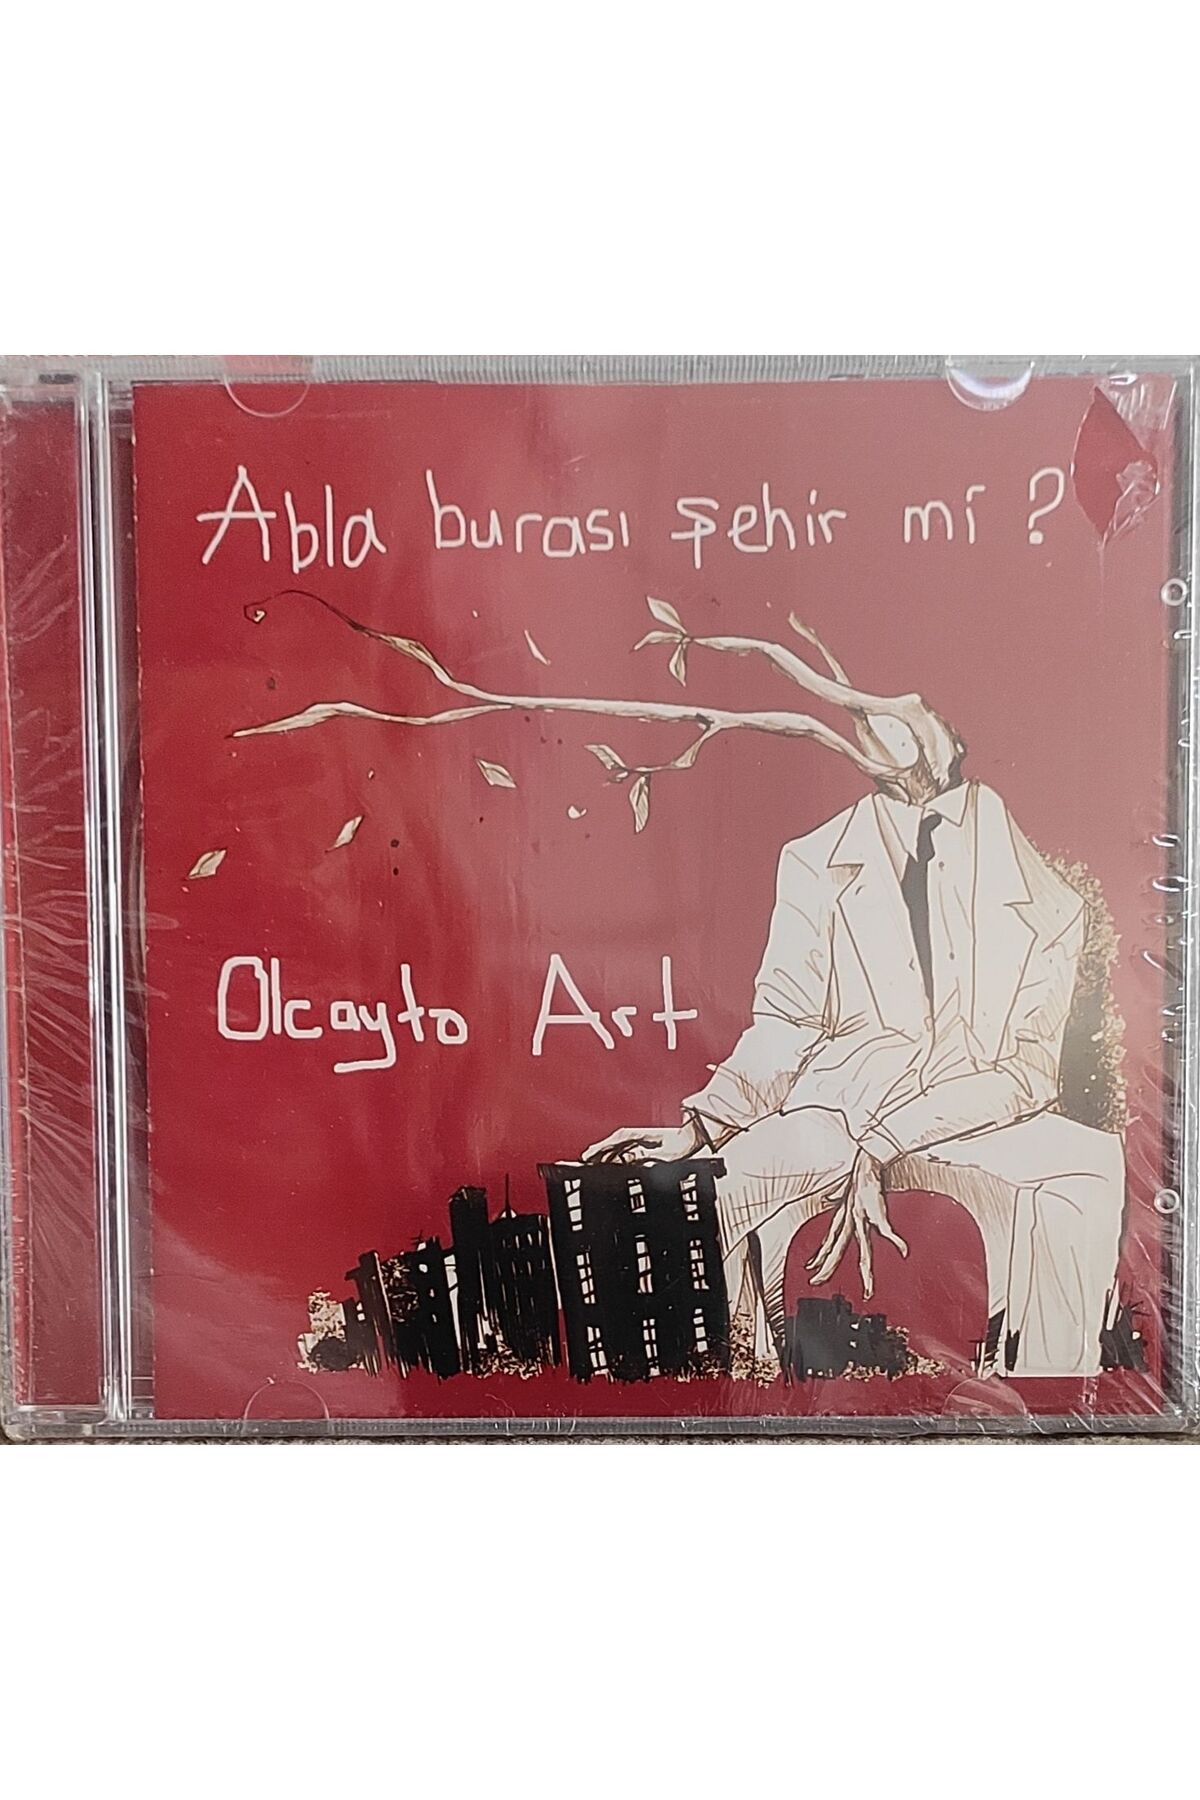 Abla burası şehir mi ?
Olcayto Art